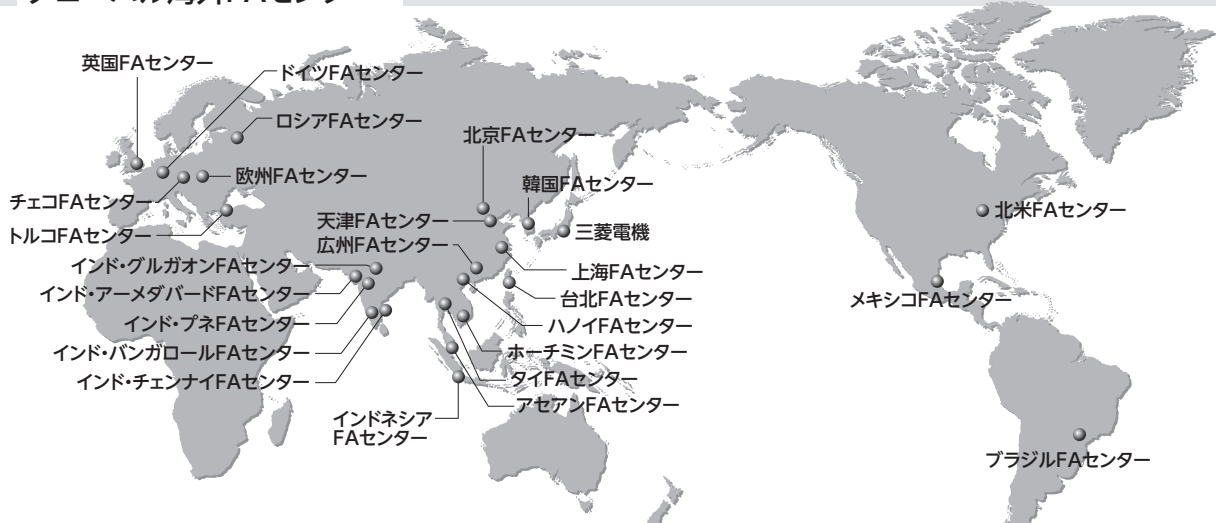 英国FAセンター
ドイツFAセンター
ロシアFAセンター
北京FAセンター
欧州FAセンター
韓国FAセンター
チェコFAセンター
天津FAセンター
北米FAセンター
トルコFAセンター
三菱電機
広州FAセンター
インド・グルガオンFAセンター
上海FAセンター
インド・アーメダバードFAセンター
台北FAセンター
メキシコFAセンター
インド・プネFAセンター
ハノイFAセンター
インド・バンガロールFAセンター
ホーチミンFAセンター
インド・チェンナイFAセンター
タイFAセンター
アセアンFAセンター
インドネシア
FAセンター
ブラジルFAセンター